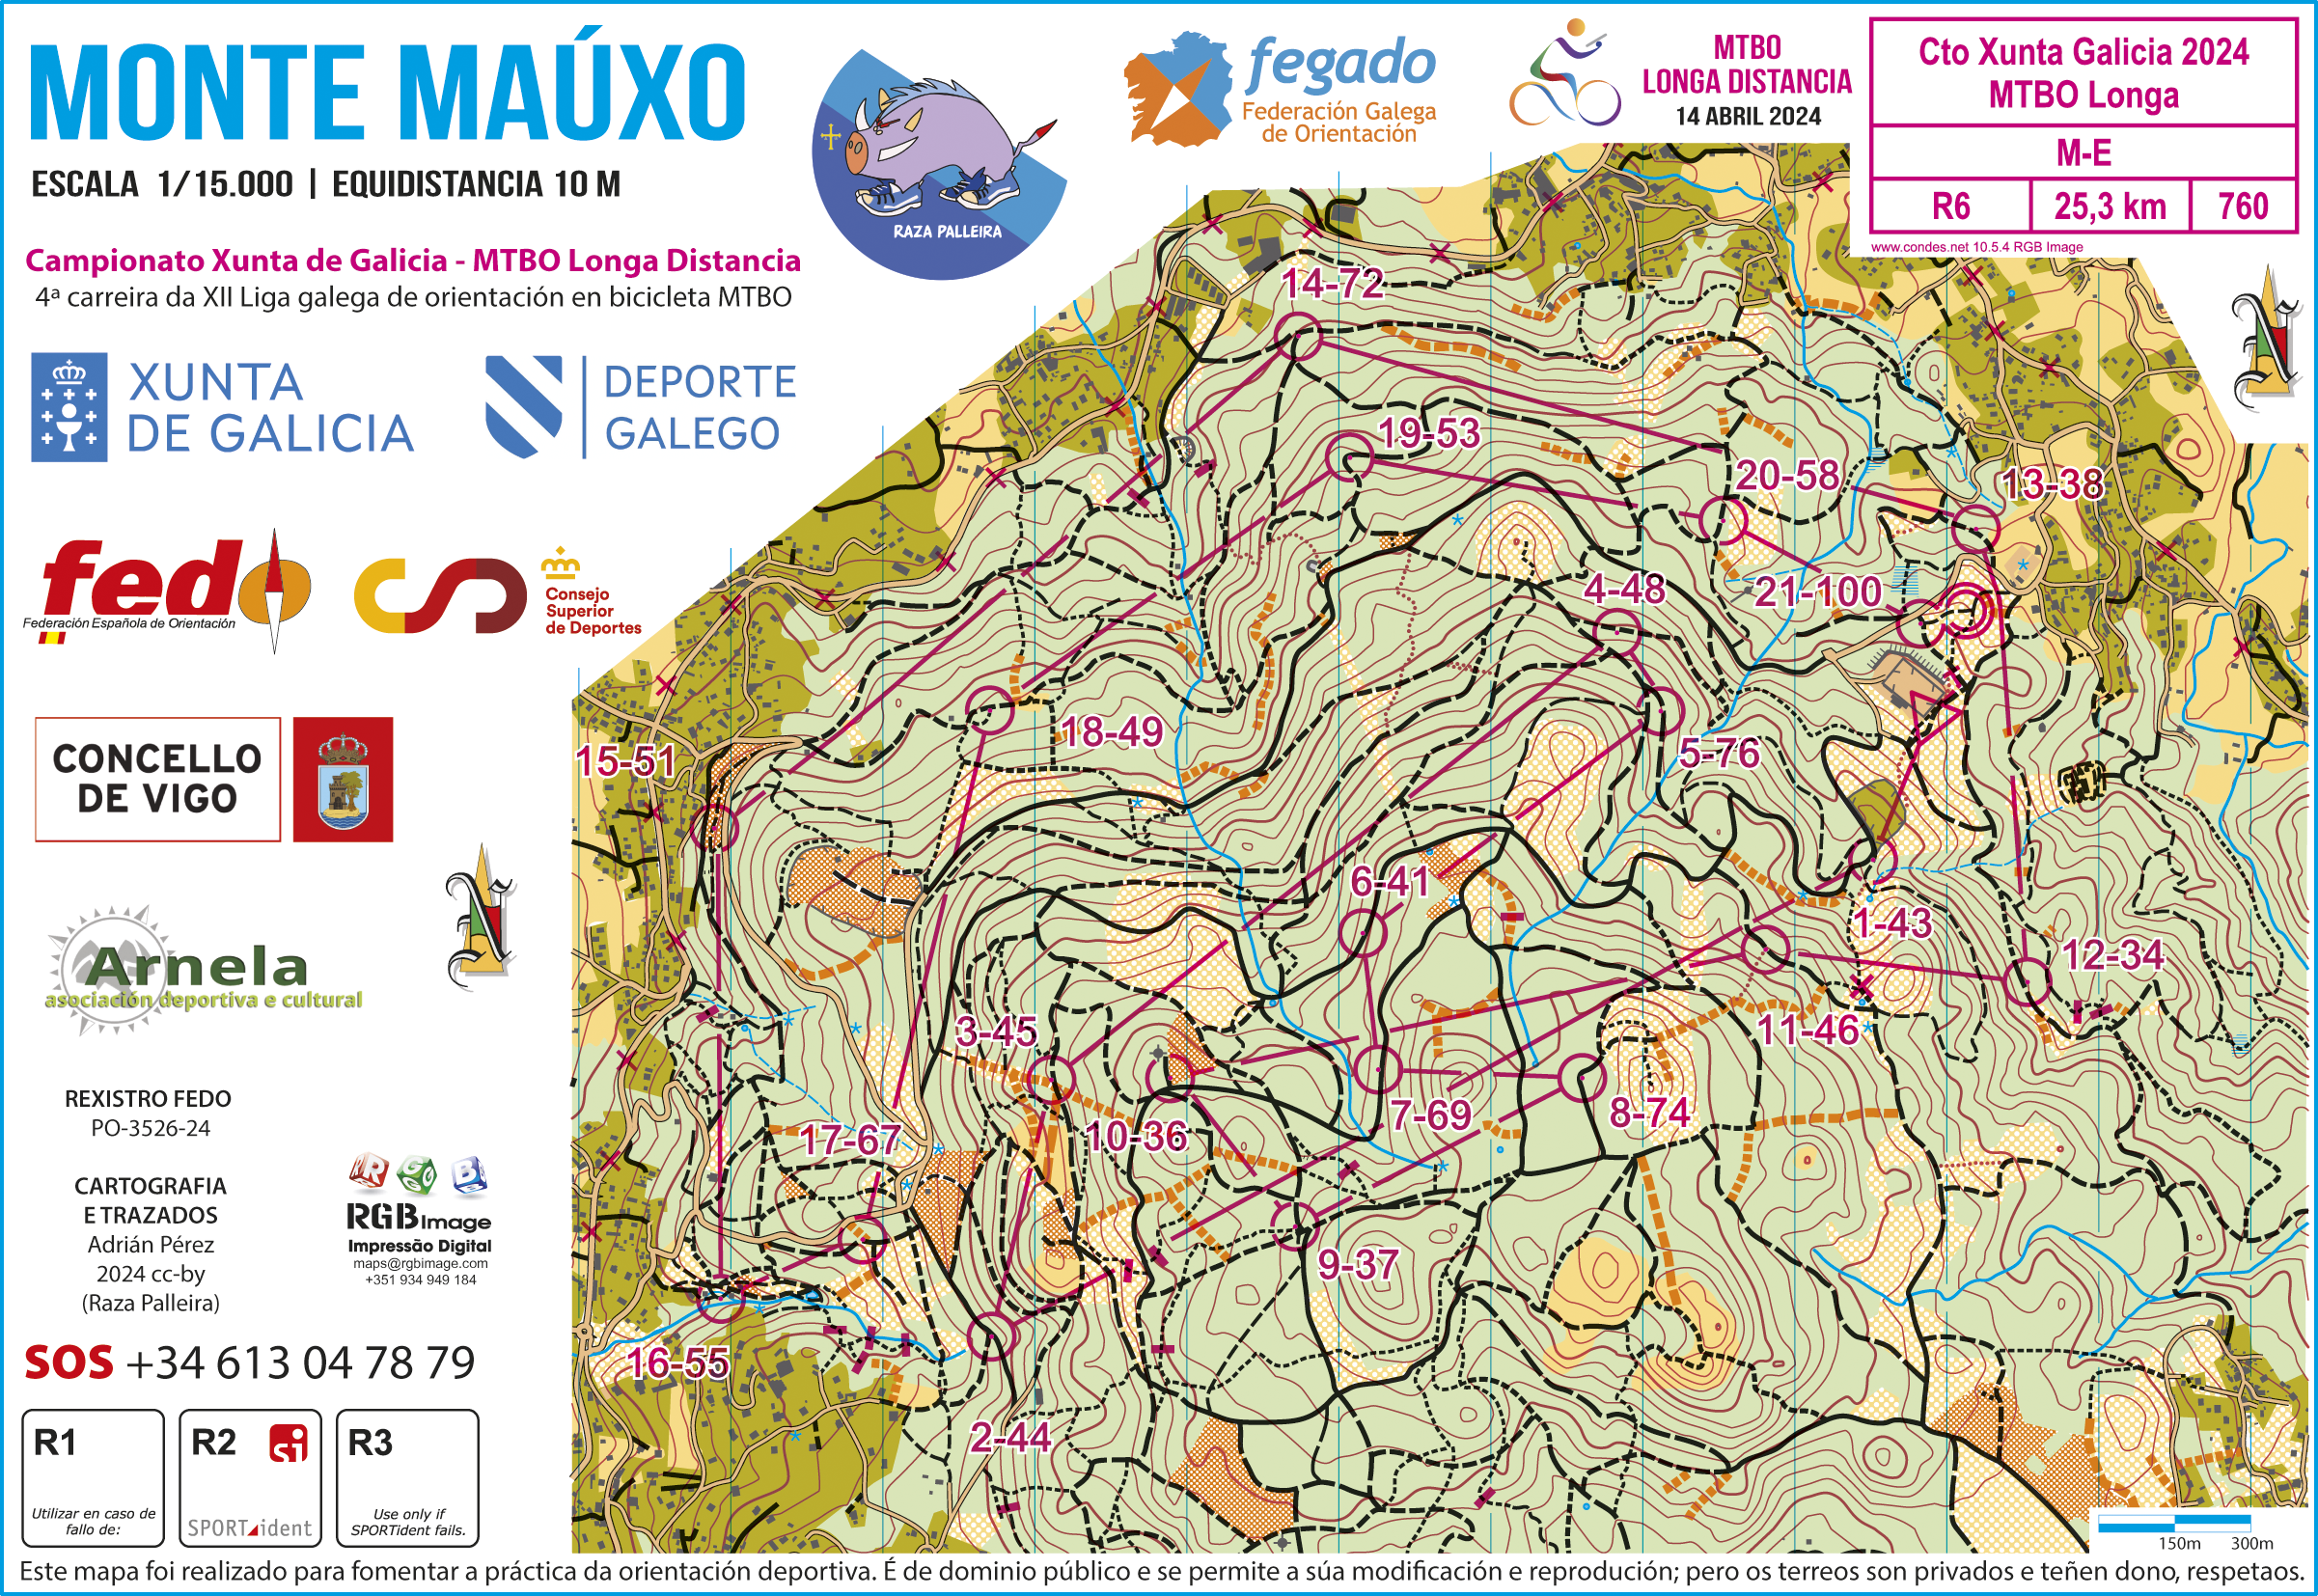 MONTE MAÚXO
ESCALA 1/15.000 | EQUIDISTANCIA 10 M
Campionato Xunta de Galicia - MTBO Longa Distancia
4ª carreira da XII Liga galega de orientación en bicicleta MTBO
XUNTA
DE GALICIA
DEPORTE
GALEGO
fedo
Federación Española de Orientación
Consejo
Superior
de Deportes
CONCELLO
DE VIGO
Arnela
asociación deportiva e cultural
REXISTRO FEDO
PO-3526-24
CARTOGRAFIA
E TRAZADOS
Adrián Pérez
2024 cc-by
(Raza Palleira)
RGB Image
Impressão Digital
maps@rgbimage.com
+351 934 949 184
SOS +34 613 04 78 79
R1
Utilizar en caso de
fallo de:
R2
SPORTident
R3
Use only if
SPORTident fails.
RAZA PALLEIRA
fegado
Federación Galega
de Orientación
MTBO
LONGA DISTANCIA
14 ABRIL 2024
Cto Xunta Galicia 2024
MTBO Longa
M-E
R6 25,3 km 760
www.condes.net 10.5.4 RGB Image
14-72
19-53
20-58
13-38
4-48
21-100
18-49
15-51
5-76
6-41
1-43
12-34
3-45
11-46
7-69
8-74
10-36
17-67
9-37
16-55
2-44
150m 300m
Este mapa foi realizado para fomentar a práctica da orientación deportiva. É de dominio público e se permite a súa modificación e reprodución; pero os terreos son privados e teñen dono, respetaos.